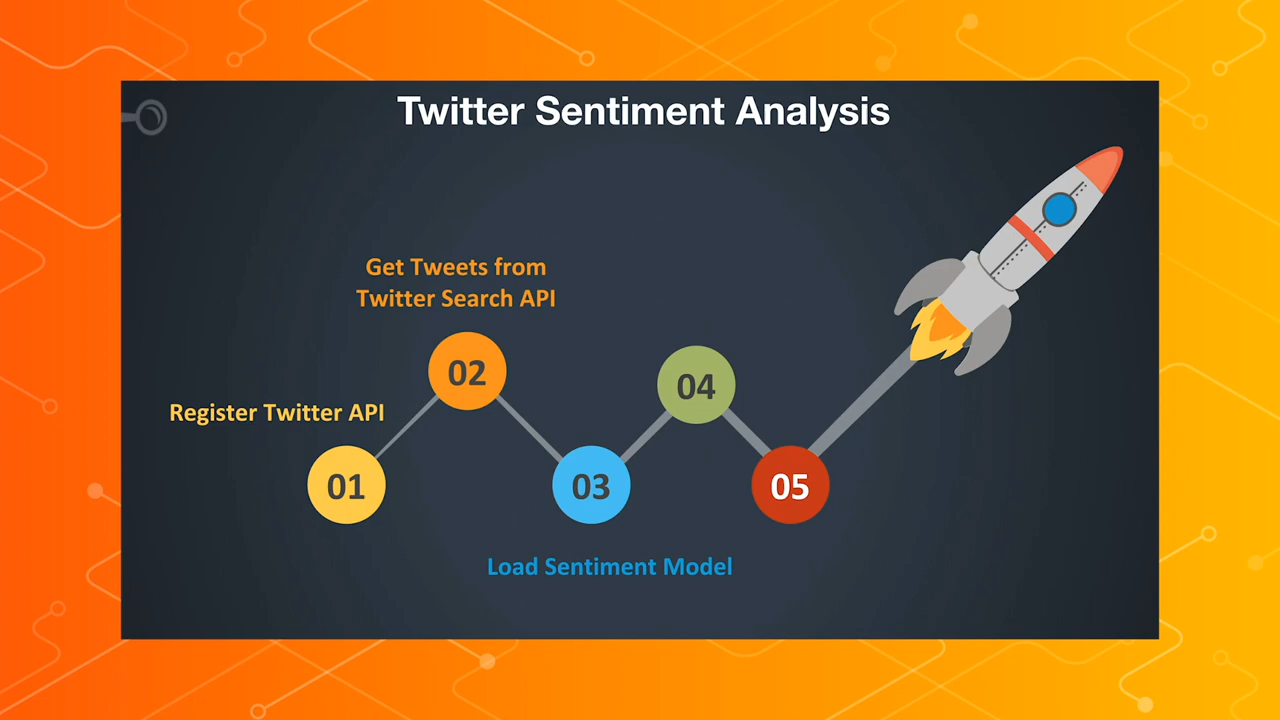 Twitter Sentiment Analysis
Get Tweets from
Twitter Search API
02
04
Register Twitter API
01
03
05
Load Sentiment Model